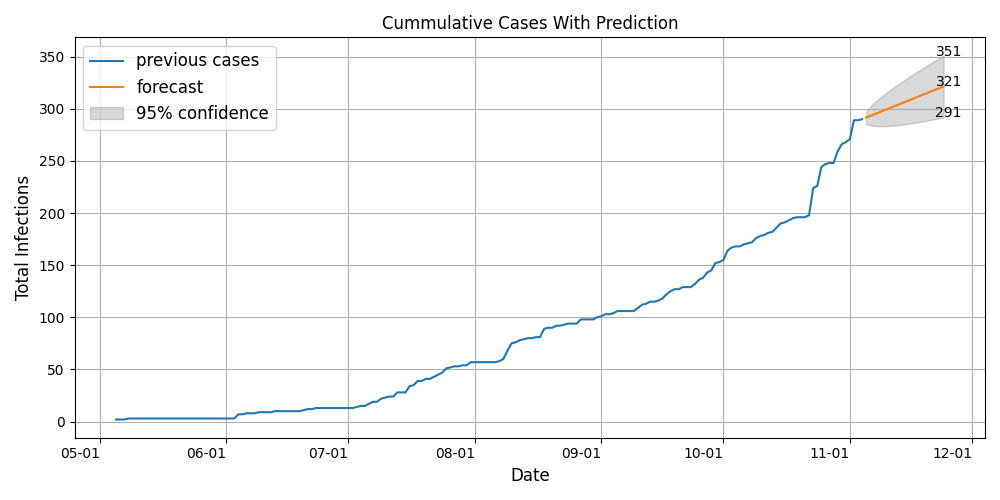 Cummulative Cases With Prediction
previous cases
forecast
95% confidence
351
321
291
350
300
250
200
150
100
50
0
Total Infections
05-01 06-01 07-01 08-01 09-01 10-01 11-01 12-01
Date